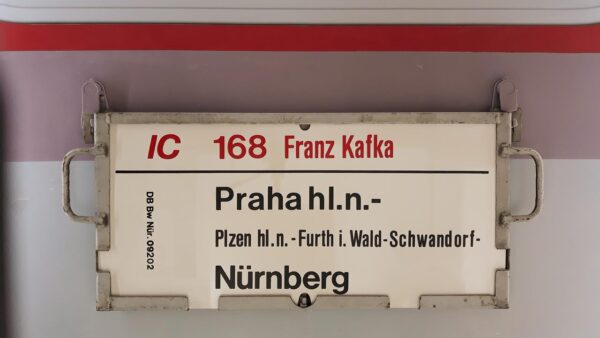 IC 168 Franz Kafka
Praha hl.n.-
Plzen hl.n. -Furth i. Wald-Schwandorf-
Nürnberg
DB Bw Nür. 09202